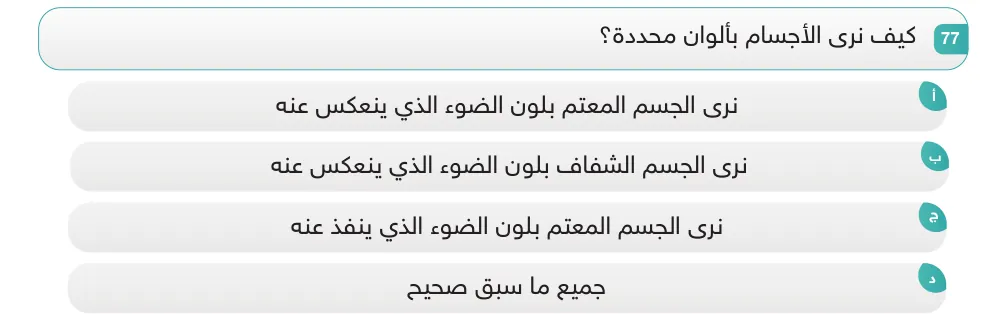 77 كيف نرى الأجسام بألوان محددة؟
أ نرى الجسم المعتم بلون الضوء الذي ينعكس عنه
ب نرى الجسم الشفاف بلون الضوء الذي ينعكس عنه
ج نرى الجسم المعتم بلون الضوء الذي ينفذ عنه
د جميع ما سبق صحيح